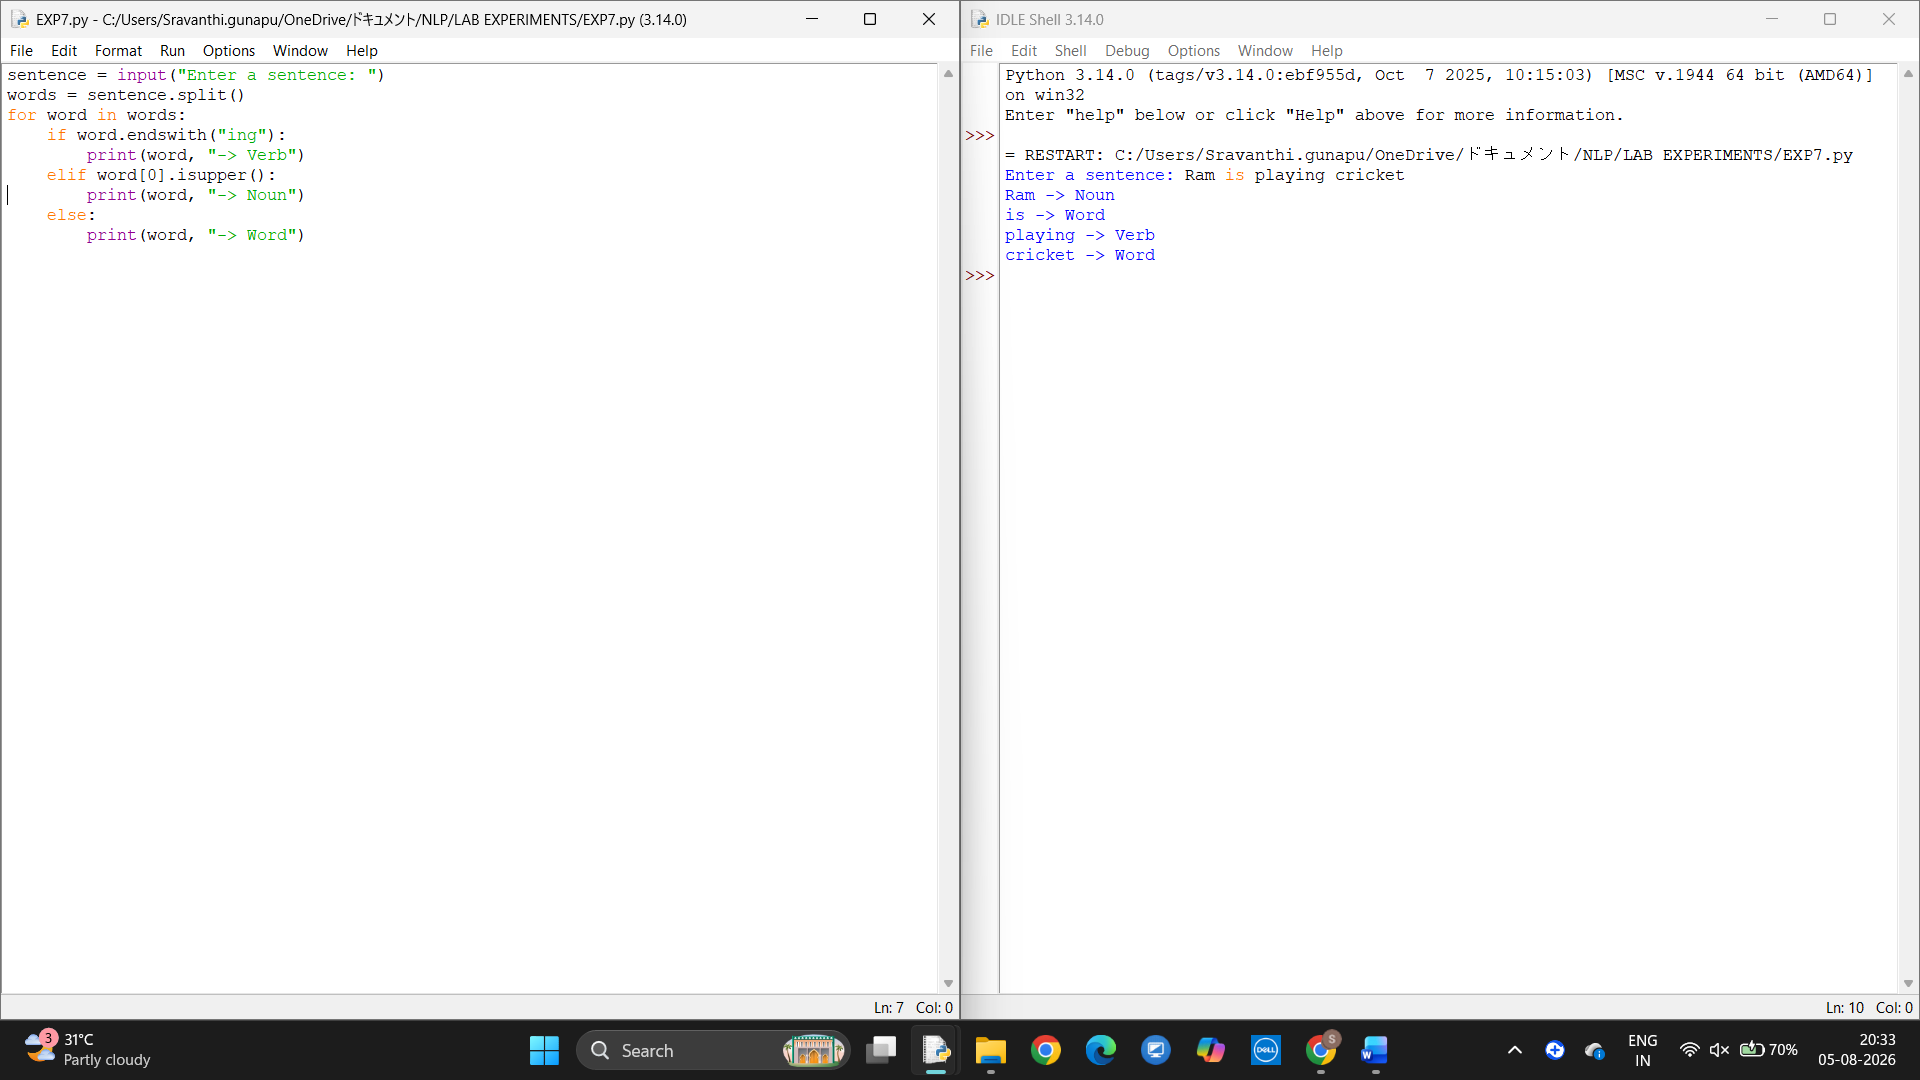 EXP7.py - C:/Users/Sravanthi.gunapu/OneDrive/ドキュメント/NLP/LAB EXPERIMENTS/EXP7.py (3.14.0)
File Edit Format Run Options Window Help
sentence = input("Enter a sentence: ")
words = sentence.split()
for word in words:
    if word.endswith("ing"):
        print(word, "-> Verb")
    elif word[0].isupper():
        print(word, "-> Noun")
    else:
        print(word, "-> Word")
Ln: 7 Col: 0
IDLE Shell 3.14.0
File Edit Shell Debug Options Window Help
Python 3.14.0 (tags/v3.14.0:ebf955d, Oct  7 2025, 10:15:03) [MSC v.1944 64 bit (AMD64)]
on win32
Enter "help" below or click "Help" above for more information.
>>>
= RESTART: C:/Users/Sravanthi.gunapu/OneDrive/ドキュメント/NLP/LAB EXPERIMENTS/EXP7.py
Enter a sentence: Ram is playing cricket
Ram -> Noun
is -> Word
playing -> Verb
cricket -> Word
>>>
Ln: 10 Col: 0
3
31°C
Partly cloudy
Search
DELL
S
W
ENG
IN
70%
20:33
05-08-2026